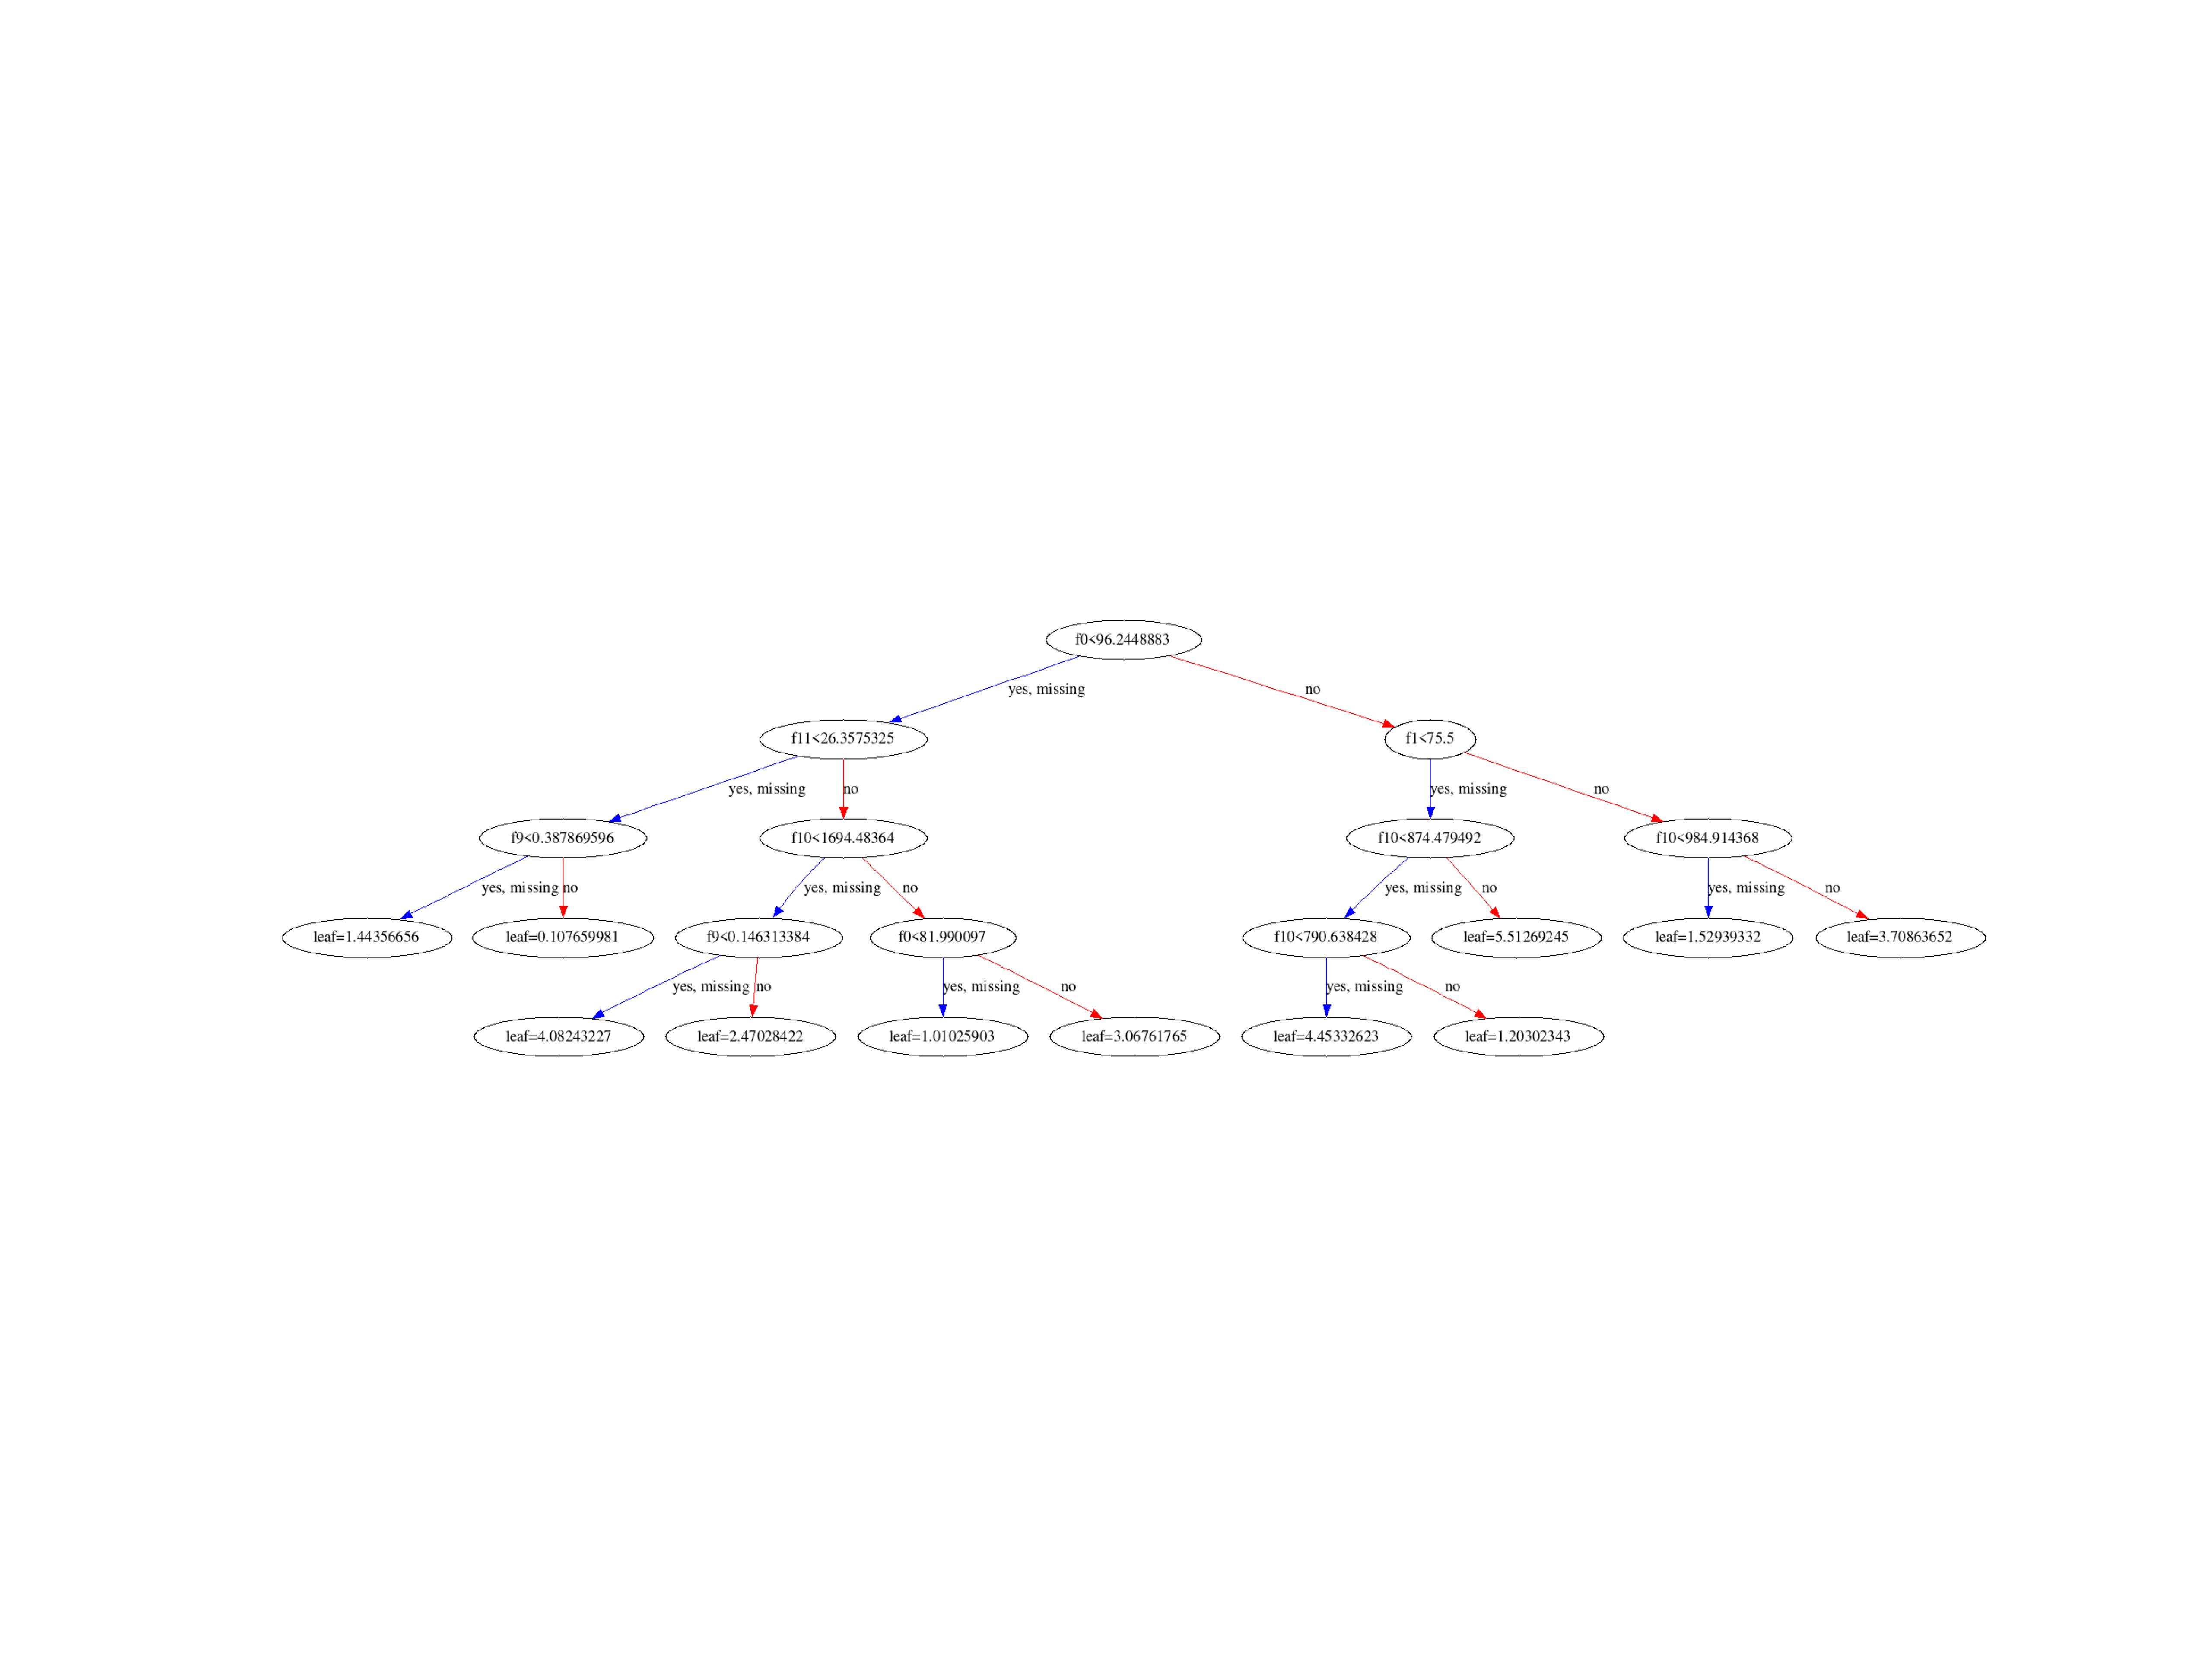 f0<96.2448883
yes, missing
no
f11<26.3575325
f1<75.5
yes, missing
no
yes, missing
no
f9<0.387869596
f10<1694.48364
f10<874.479492
f10<984.914368
yes, missing
no
yes, missing
no
yes, missing
no
yes, missing
no
leaf=1.44356656
leaf=0.107659981
f9<0.146313384
f0<81.990097
f10<790.638428
leaf=5.51269245
leaf=1.52939332
leaf=3.70863652
yes, missing
no
yes, missing
no
yes, missing
no
leaf=4.08243227
leaf=2.47028422
leaf=1.01025903
leaf=3.06761765
leaf=4.45332623
leaf=1.20302343